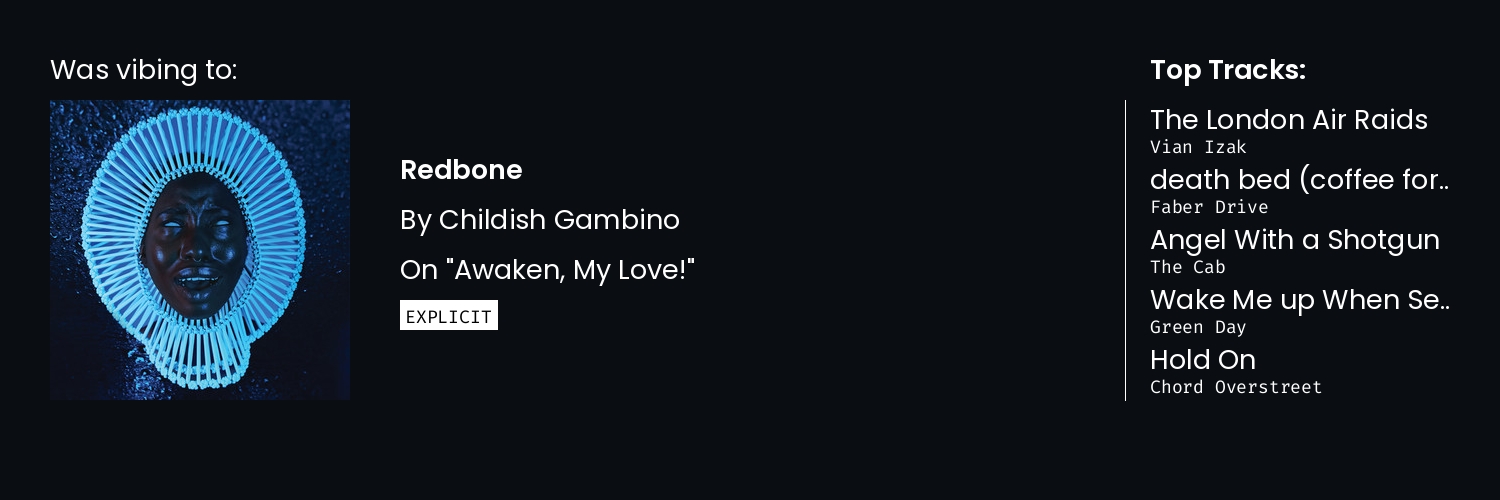 Was vibing to:
Redbone
By Childish Gambino
On "Awaken, My Love!"
EXPLICIT
Top Tracks:
The London Air Raids
Vian Izak
death bed (coffee for..
Faber Drive
Angel With a Shotgun
The Cab
Wake Me up When Se..
Green Day
Hold On
Chord Overstreet